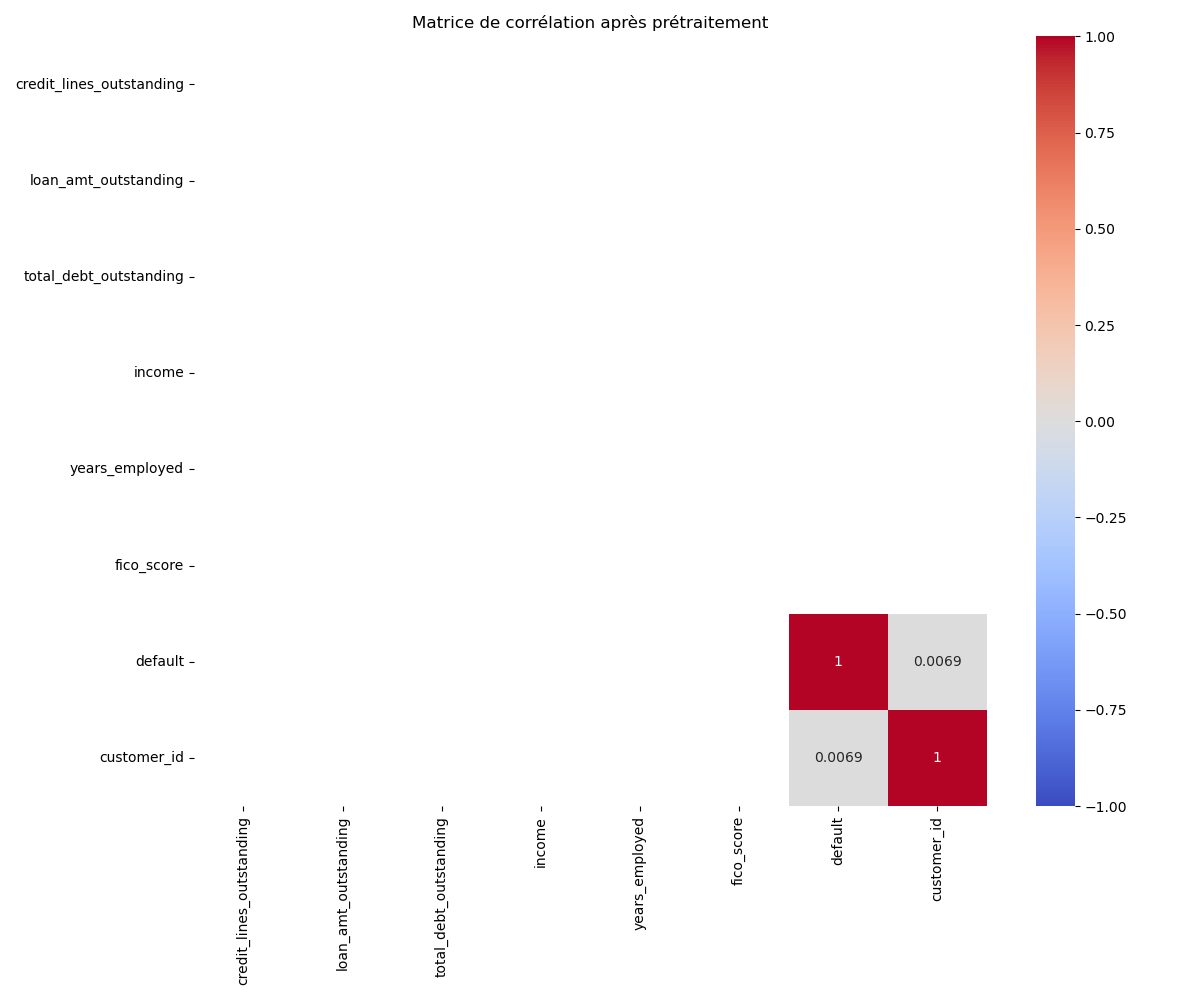 Matrice de corrélation après prétraitement
credit_lines_outstanding
loan_amt_outstanding
total_debt_outstanding
income
years_employed
fico_score
default
customer_id
1
0.0069
0.0069
1
credit_lines_outstanding
loan_amt_outstanding
total_debt_outstanding
income
years_employed
fico_score
default
customer_id
1.00
0.75
0.50
0.25
0.00
−0.25
−0.50
−0.75
−1.00